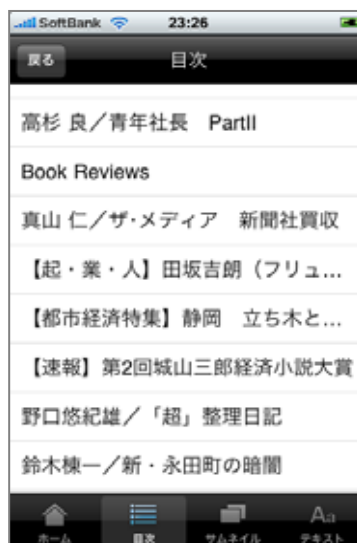 SoftBank 23:26
戻る 目次
高杉 良／青年社長 PartII
Book Reviews
真山 仁／ザ･メディア 新聞社買収
【起・業・人】田坂吉朗（フリュ...
【都市経済特集】静岡 立ち木と...
【速報】第2回城山三郎経済小説大賞
野口悠紀雄／「超」整理日記
鈴木棟一／新・永田町の暗闇
ホーム 目次 サムネイル テキスト
Aa